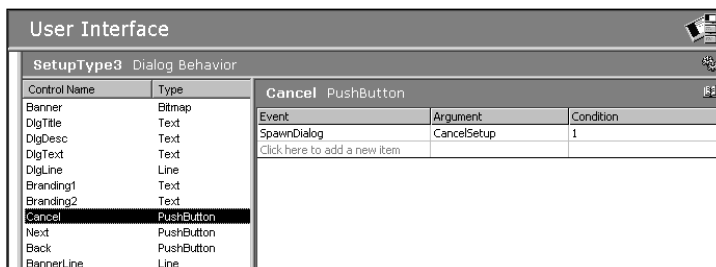 User Interface
SetupType3 Dialog Behavior
Control Name Type
Banner Bitmap
DlgTitle Text
DlgDesc Text
DlgText Text
DlgLine Line
Branding1 Text
Branding2 Text
Cancel PushButton
Next PushButton
Back PushButton
BannerLine Line
Cancel PushButton
Event Argument Condition
SpawnDialog CancelSetup 1
Click here to add a new item